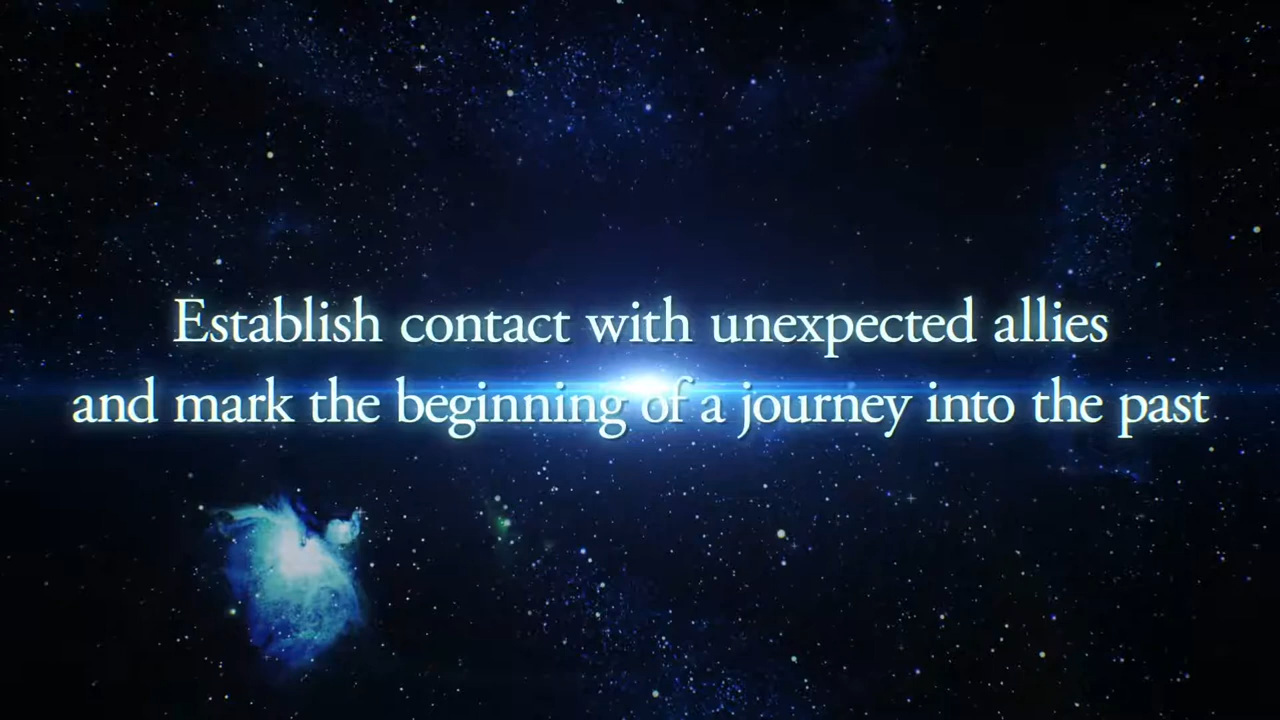 Establish contact with unexpected allies
and mark the beginning of a journey into the past